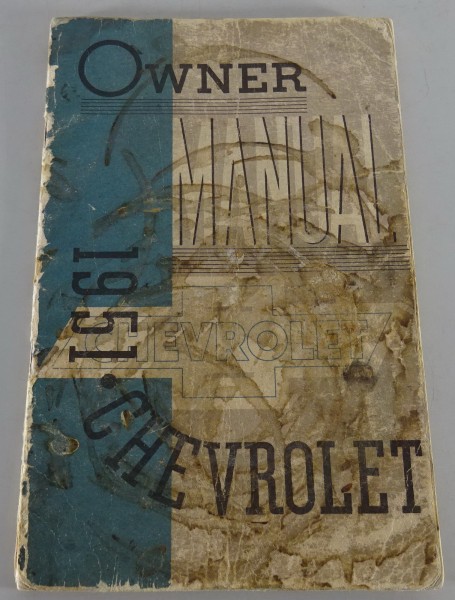 OWNER
MANUAL
1951 •
CHEVROLET
CHEVROLET